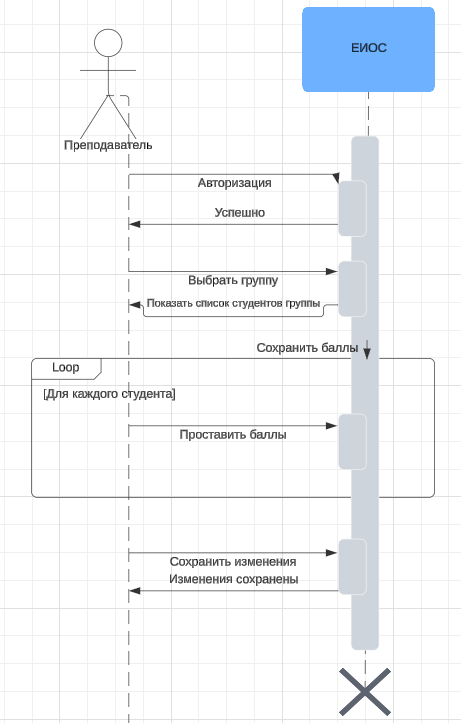 ЕИОС
Преподаватель
Авторизация
Успешно
Выбрать группу
Показать список студентов группы
Сохранить баллы
Loop
[Для каждого студента]
Проставить баллы
Сохранить изменения
Изменения сохранены